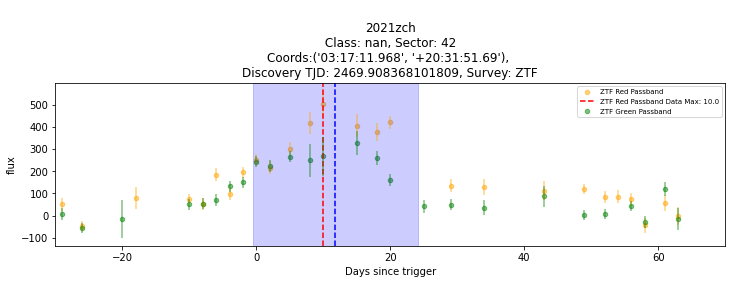 2021zch
Class: nan, Sector: 42
Coords:('03:17:11.968', '+20:31:51.69'),
Discovery TJD: 2469.908368101809, Survey: ZTF
ZTF Red Passband
ZTF Red Passband Data Max: 10.0
ZTF Green Passband
flux
500
400
300
200
100
0
−100
−20
0
20
40
60
Days since trigger